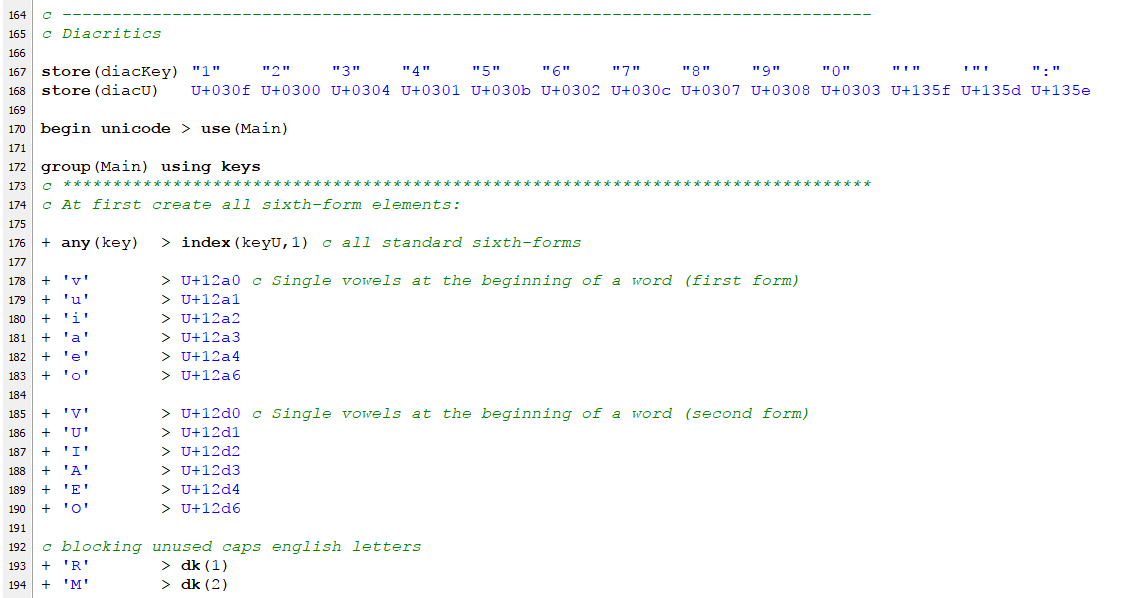 164 c ---------------------------------------------------------------------------------
165 c Diacritics
166
167 store(diacKey) "1" "2" "3" "4" "5" "6" "7" "8" "9" "0" "'" '"' ":"
168 store(diacU) U+030f U+0300 U+0304 U+0301 U+030b U+0302 U+030c U+0307 U+0308 U+0303 U+135f U+135d U+135e
169
170 begin unicode > use(Main)
171
172 group(Main) using keys
173 c *********************************************************************************
174 c At first create all sixth-form elements:
175
176 + any(key) > index(keyU,1) c all standard sixth-forms
177
178 + 'v' > U+12a0 c Single vowels at the beginning of a word (first form)
179 + 'u' > U+12a1
180 + 'i' > U+12a2
181 + 'a' > U+12a3
182 + 'e' > U+12a4
183 + 'o' > U+12a6
184
185 + 'V' > U+12d0 c Single vowels at the beginning of a word (second form)
186 + 'U' > U+12d1
187 + 'I' > U+12d2
188 + 'A' > U+12d3
189 + 'E' > U+12d4
190 + 'O' > U+12d6
191
192 c blocking unused caps english letters
193 + 'R' > dk(1)
194 + 'M' > dk(2)